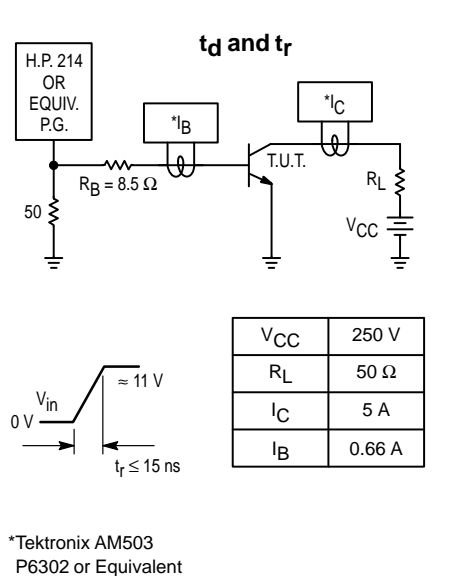 td and tr
H.P. 214
OR
EQUIV.
P.G.
*IB
*IC
T.U.T.
RB = 8.5 Ω
RL
50
VCC
Vin
≈ 11 V
0 V
tr ≤ 15 ns
VCC 250 V
RL 50 Ω
IC 5 A
IB 0.66 A
*Tektronix AM503
P6302 or Equivalent